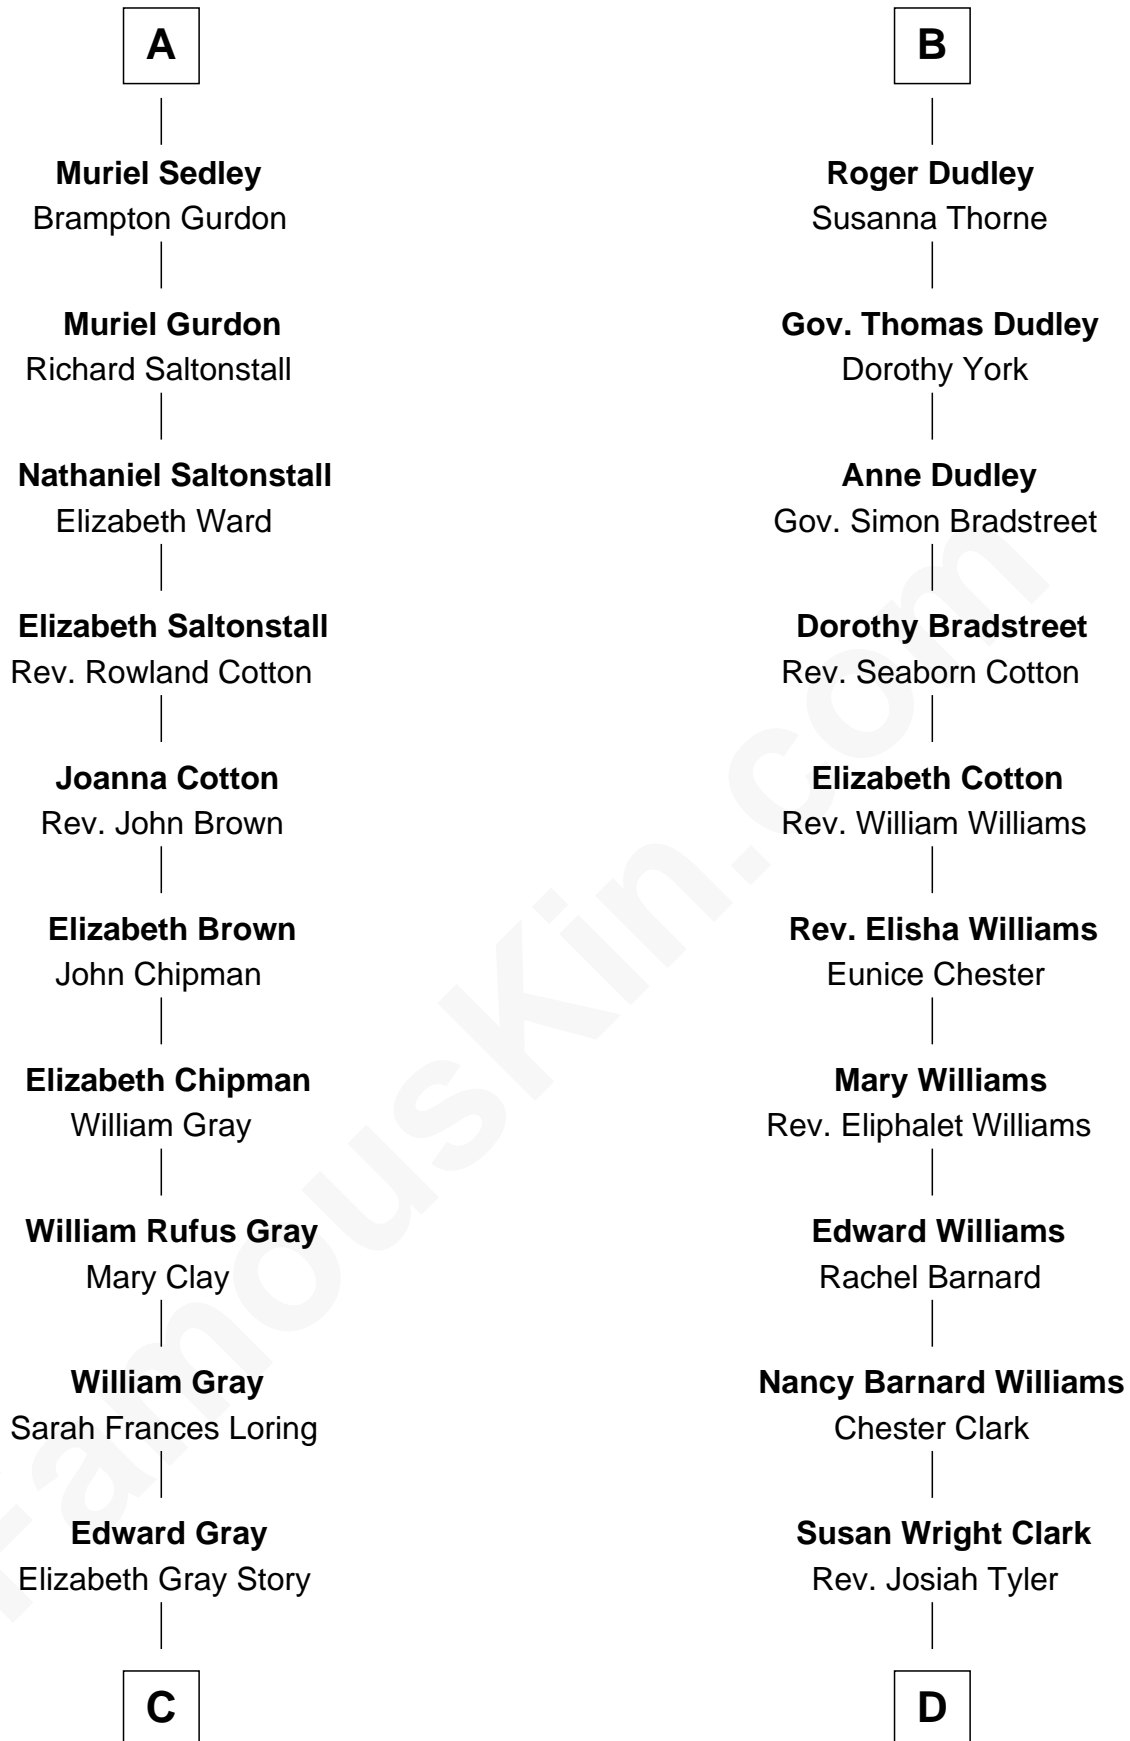 A
Muriel Sedley
Brampton Gurdon
Muriel Gurdon
Richard Saltonstall
Nathaniel Saltonstall
Elizabeth Ward
Elizabeth Saltonstall
Rev. Rowland Cotton
Joanna Cotton
Rev. John Brown
Elizabeth Brown
John Chipman
Elizabeth Chipman
William Gray
William Rufus Gray
Mary Clay
William Gray
Sarah Frances Loring
Edward Gray
Elizabeth Gray Story
C
B
Roger Dudley
Susanna Thorne
Gov. Thomas Dudley
Dorothy York
Anne Dudley
Gov. Simon Bradstreet
Dorothy Bradstreet
Rev. Seaborn Cotton
Elizabeth Cotton
Rev. William Williams
Rev. Elisha Williams
Eunice Chester
Mary Williams
Rev. Eliphalet Williams
Edward Williams
Rachel Barnard
Nancy Barnard Williams
Chester Clark
Susan Wright Clark
Rev. Josiah Tyler
D
FamousKin.com